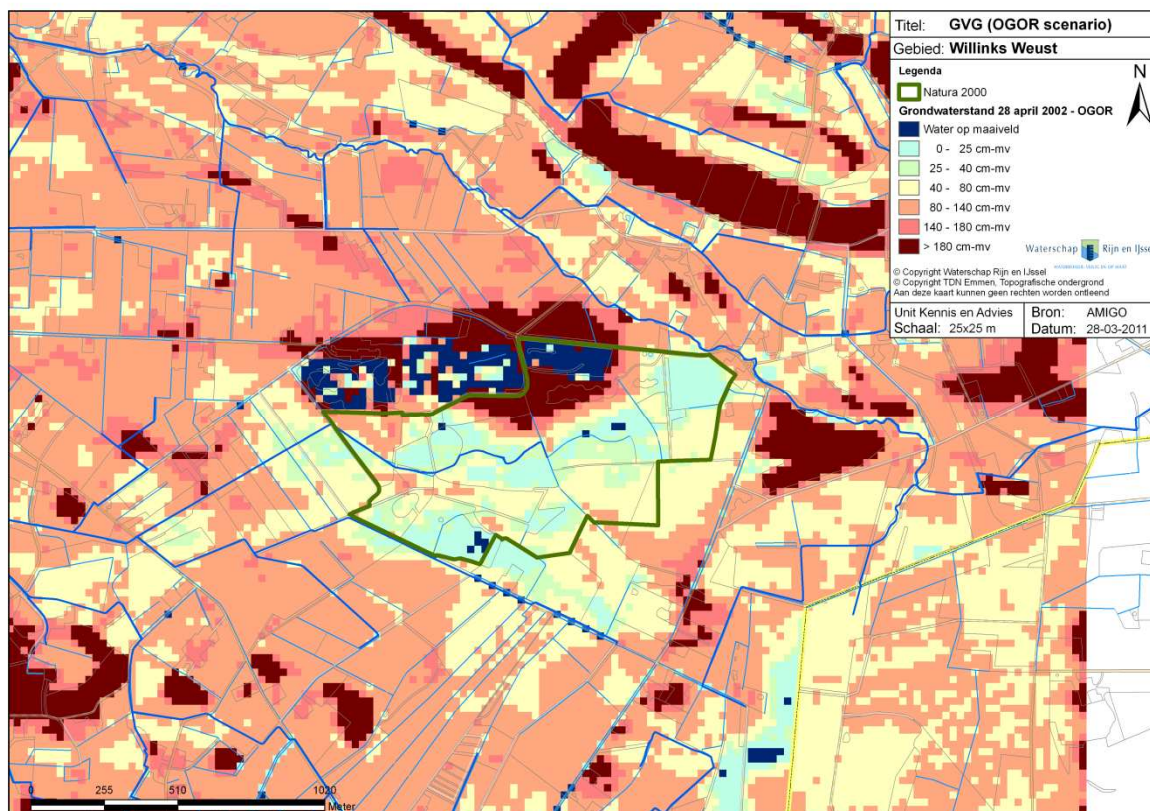 Titel: GVG (OGOR scenario)
Gebied: Willinks Weust
Legenda
N
Natura 2000
Grondwaterstand 28 april 2002 - OGOR
Water op maaiveld
0 - 25 cm-mv
25 - 40 cm-mv
40 - 80 cm-mv
80 - 140 cm-mv
140 - 180 cm-mv
> 180 cm-mv
Waterschap Rijn en IJssel
© Copyright Waterschap Rijn en IJssel
© Copyright TDN Emmen, Topografische ondergrond
Aan deze kaart kunnen geen rechten worden ontleend
Unit Kennis en Advies
Schaal: 25x25 m
Bron: AMIGO
Datum: 28-03-2011
0 255 510 1020
Meter